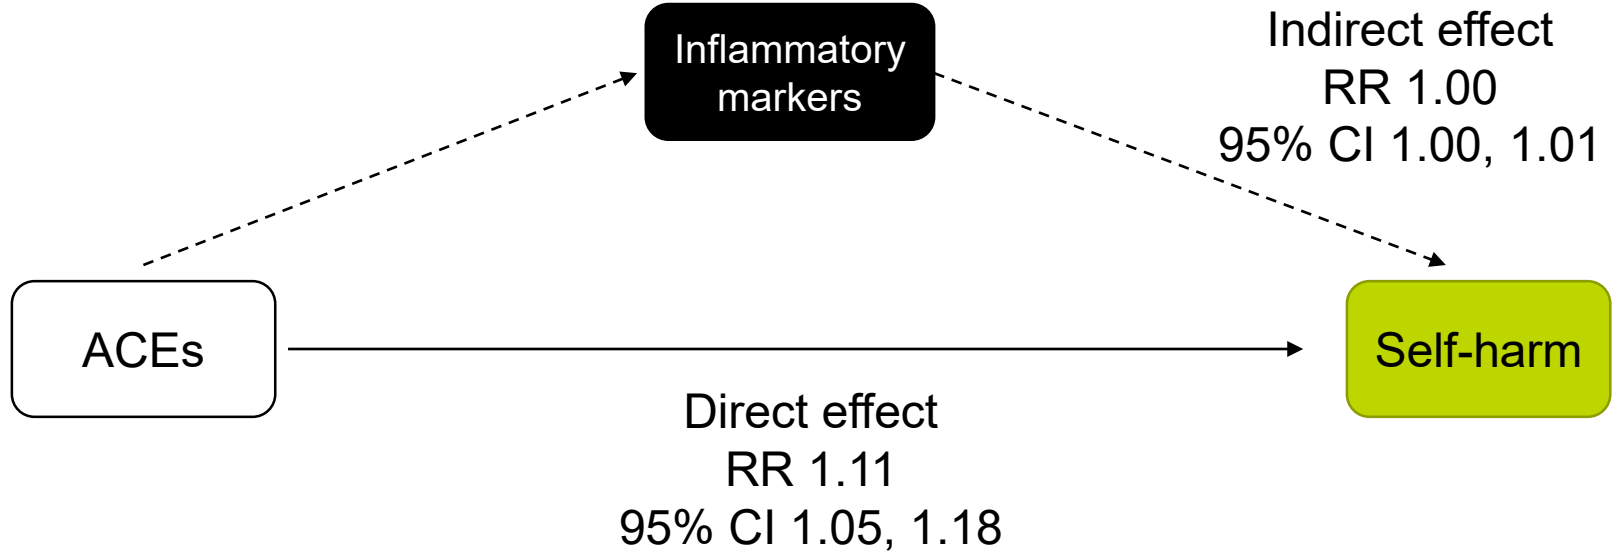 Inflammatory
markers
Indirect effect
RR 1.00
95% CI 1.00, 1.01
ACEs
Self-harm
Direct effect
RR 1.11
95% CI 1.05, 1.18